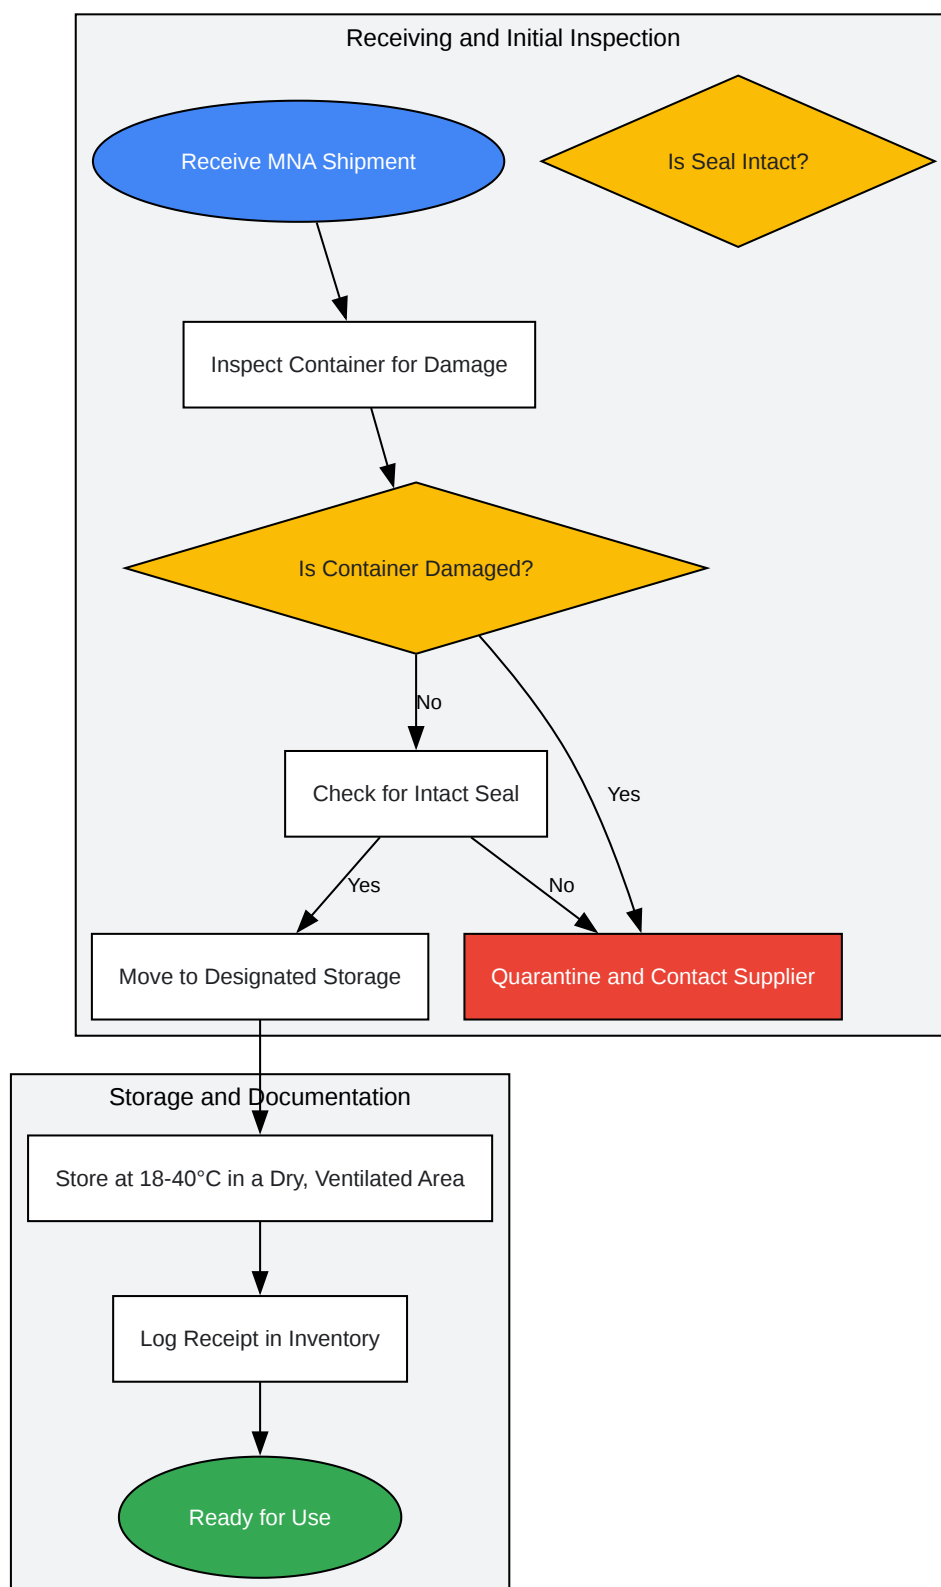 Receiving and Initial Inspection
Receive MNA Shipment
Is Seal Intact?
Inspect Container for Damage
Is Container Damaged?
No
Check for Intact Seal
Yes
Yes
No
Move to Designated Storage
Quarantine and Contact Supplier
Storage and Documentation
Store at 18-40°C in a Dry, Ventilated Area
Log Receipt in Inventory
Ready for Use